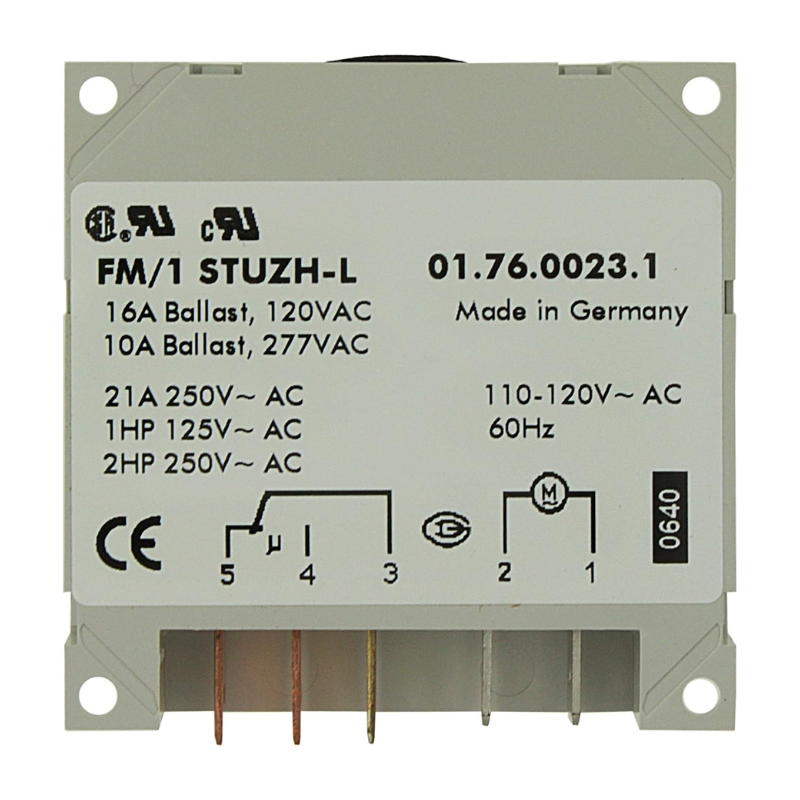 FM/1 STUZH-L 01.76.0023.1
16A Ballast, 120VAC Made in Germany
10A Ballast, 277VAC
21A 250V~ AC 110-120V~ AC
1HP 125V~ AC 60Hz
2HP 250V~ AC
M
0640
CE
µ
5 4 3 2 1